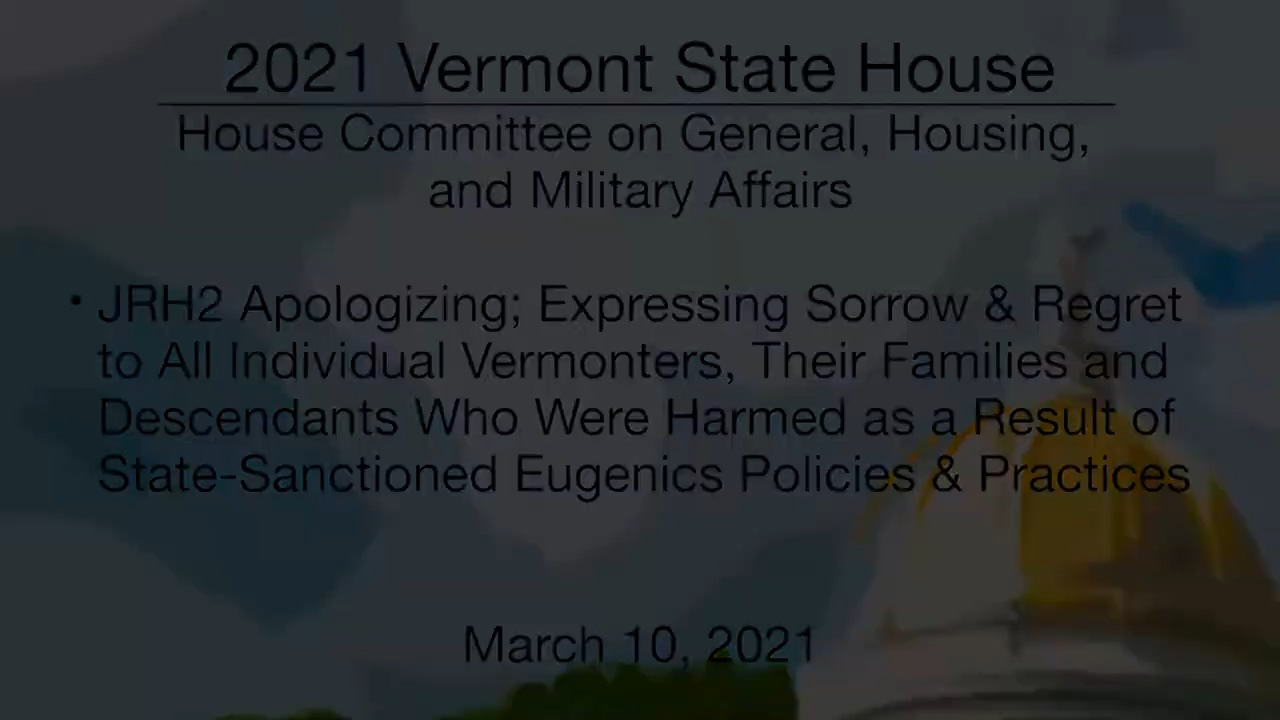 2021 Vermont State House
House Committee on General, Housing,
and Military Affairs
• JRH2 Apologizing; Expressing Sorrow & Regret
to All Individual Vermonters, Their Families and
Descendants Who Were Harmed as a Result of
State-Sanctioned Eugenics Policies & Practices
March 10, 2021